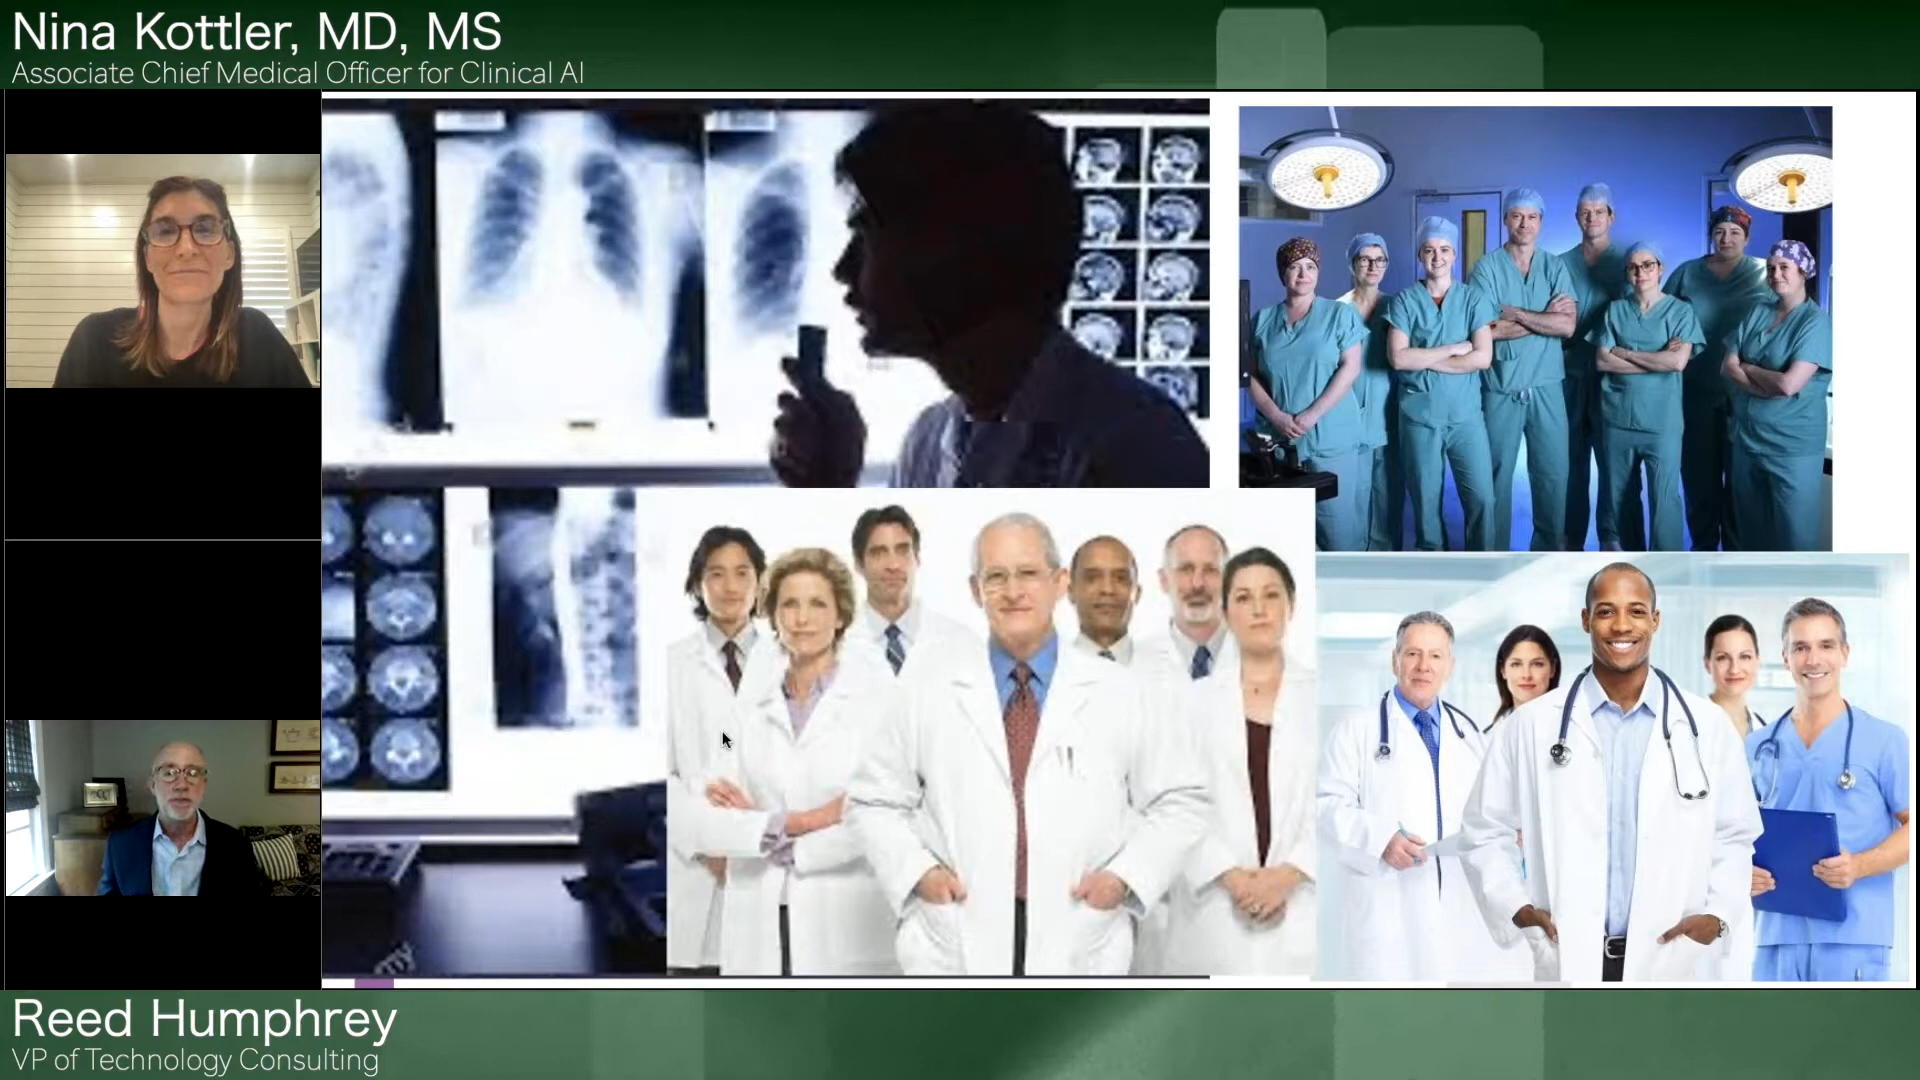 Nina Kottler, MD, MS
Associate Chief Medical Officer for Clinical AI
Reed Humphrey
VP of Technology Consulting